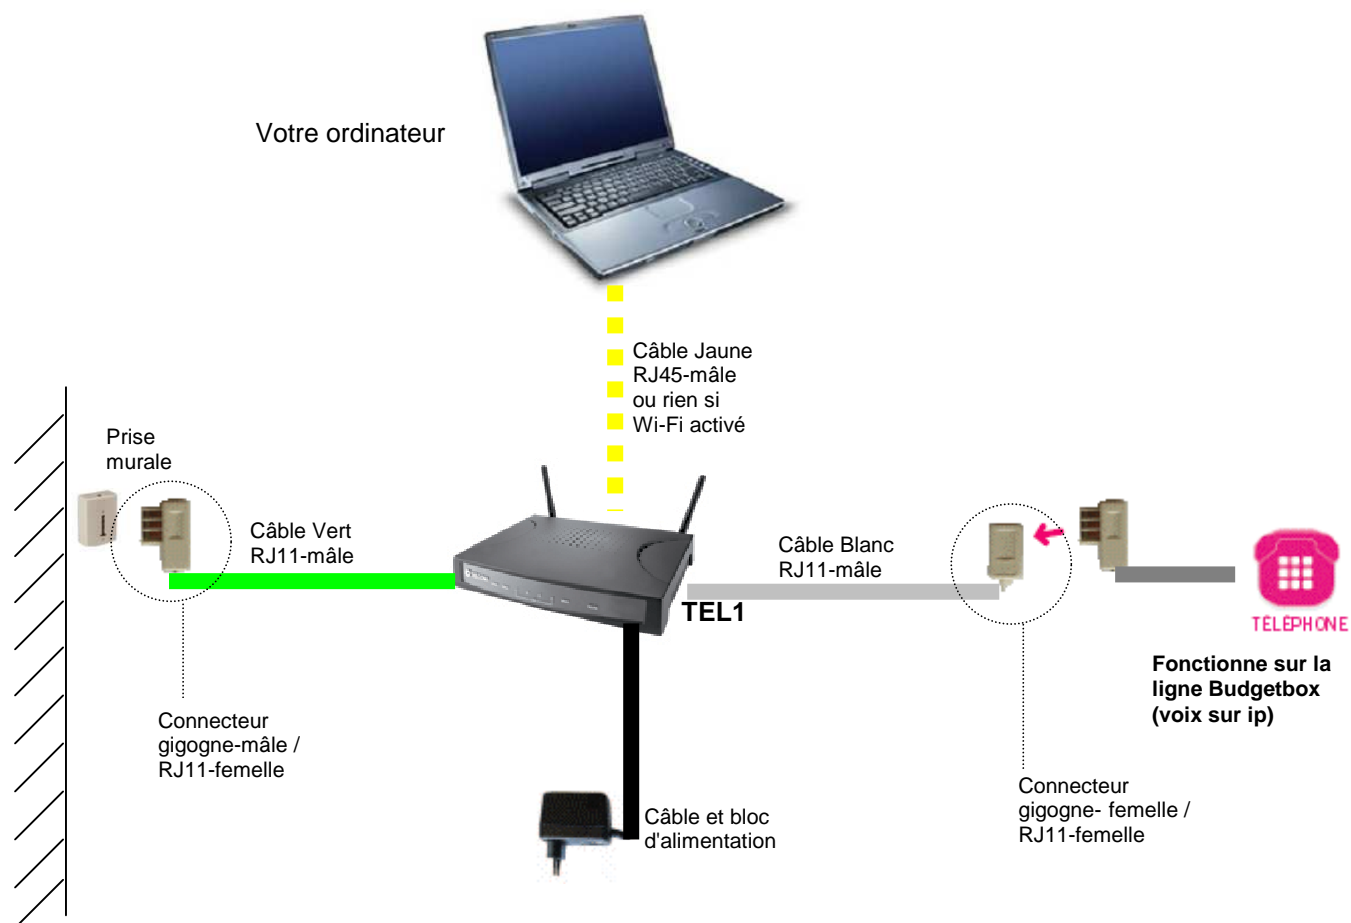 Votre ordinateur
Câble Jaune
RJ45-mâle
ou rien si
Wi-Fi activé
Prise
murale
Câble Vert
RJ11-mâle
Câble Blanc
RJ11-mâle
TEL1
TÉLÉPHONE
Fonctionne sur la
ligne Budgetbox
(voix sur ip)
Connecteur
gigogne-mâle /
RJ11-femelle
Connecteur
gigogne- femelle /
RJ11-femelle
Câble et bloc
d'alimentation